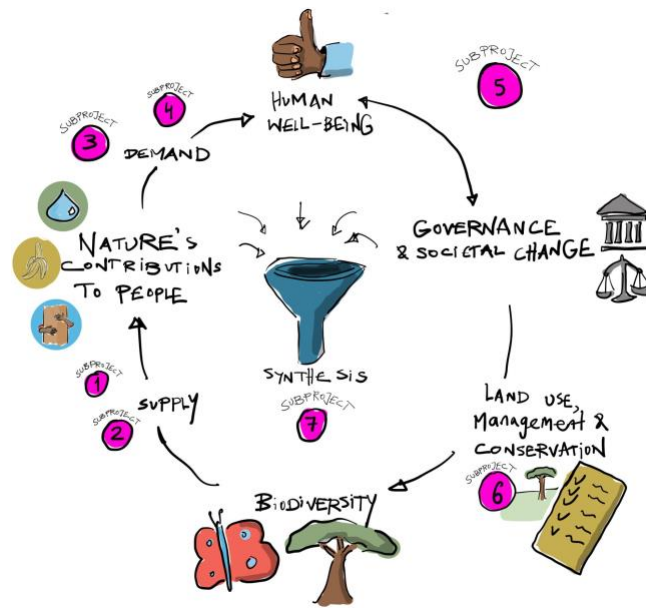 HUMAN
WELL-BEING
SUBPROJECT
5
GOVERNANCE
& SOCIETAL CHANGE
LAND USE,
Management &
CONSERVATION
SUBPROJECT
6
BIODIVERSITY
SUPPLY
SUBPROJECT
1
SUBPROJECT
2
NATURE'S
CONTRIBUTIONS
TO PEOPLE
DEMAND
SUBPROJECT
3
SUBPROJECT
4
SYNTHESIS
SUBPROJECT
7